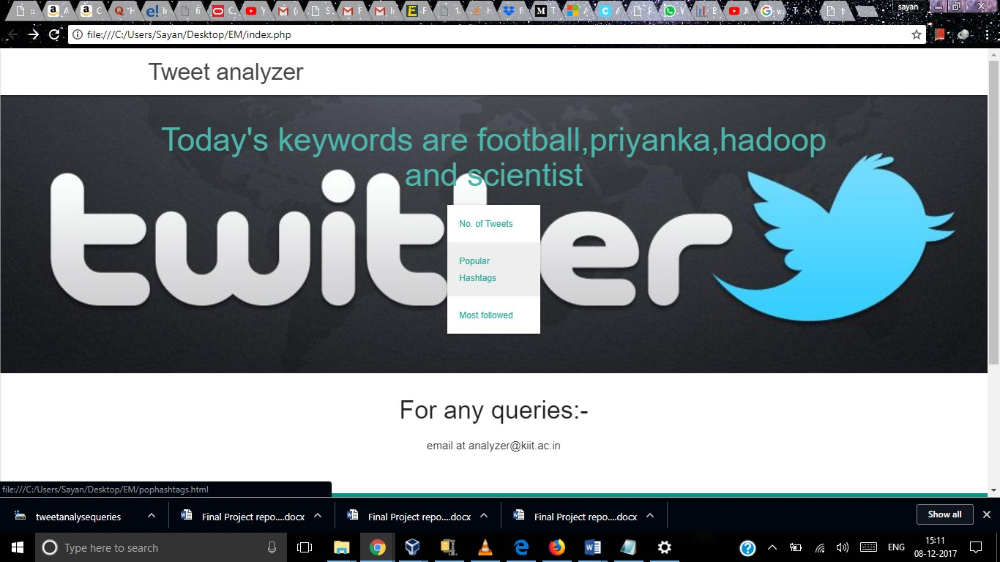 sayan
file:///C:/Users/Sayan/Desktop/EM/index.php
Tweet analyzer
Today's keywords are football,priyanka,hadoop
and scientist
twitter
No. of Tweets
Popular
Hashtags
Most followed
For any queries:-
email at analyzer@kiit.ac.in
file:///C:/Users/Sayan/Desktop/EM/pophashtags.html
tweetanalysequeries
Final Project repo....docx
Final Project repo....docx
Final Project repo....docx
Show all
Type here to search
ENG
15:11
08-12-2017